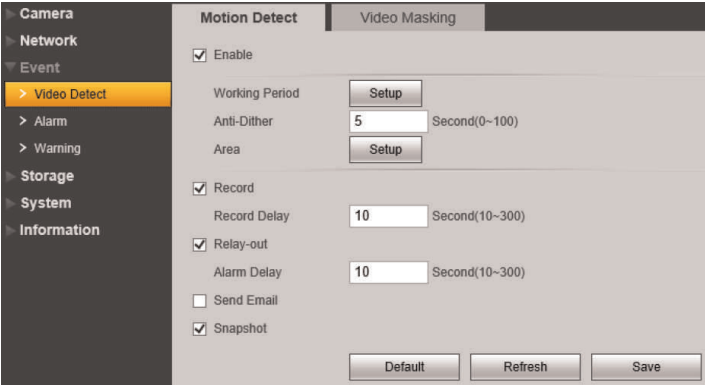 Camera
Network
Event
> Video Detect
> Alarm
> Warning
Storage
System
Information
Motion Detect Video Masking
Enable
Working Period Setup
Anti-Dither 5 Second(0~100)
Area Setup
Record
Record Delay 10 Second(10~300)
Relay-out
Alarm Delay 10 Second(10~300)
Send Email
Snapshot
Default Refresh Save